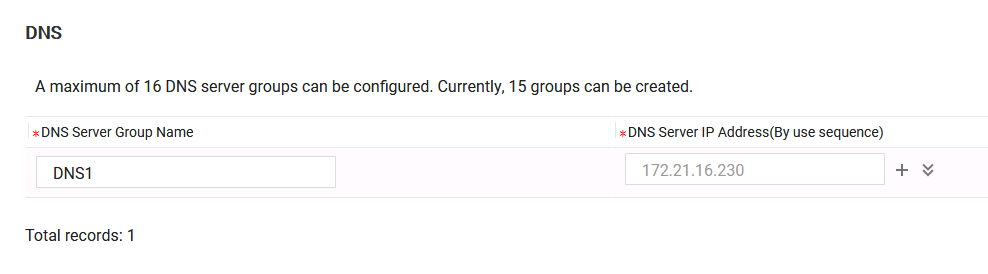 DNS
A maximum of 16 DNS server groups can be configured. Currently, 15 groups can be created.
*DNS Server Group Name *DNS Server IP Address(By use sequence)
DNS1 172.21.16.230
Total records: 1